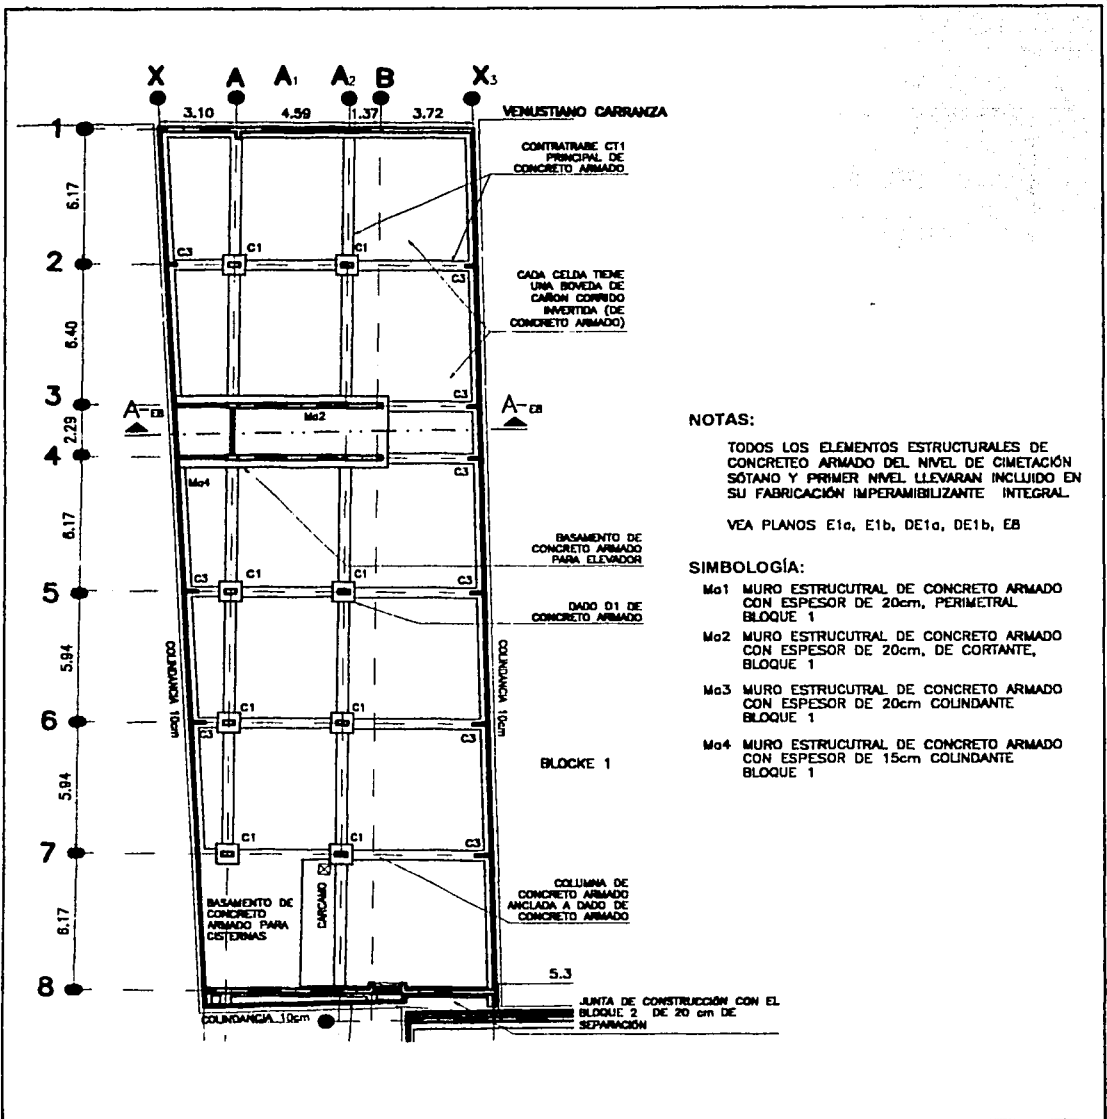 X A A1 A2 B X3
3.10 4.59 1.37 3.72
VENUSTIANO CARRANZA
1
CONTRATRABE CT1
PRINCIPAL DE
CONCRETO ARMADO
6.17
2
C3 C1 C1 C3
CADA CELDA TIENE
UNA BOVEDA DE
CAÑON CORRIDO
INVERTIDA (DE
CONCRETO ARMADO)
6.40
3
C3
A-E8 Ma2 A-E8
2.29
4
C3
Ma4
6.17
BASAMENTO DE
CONCRETO ARMADO
PARA ELEVADOR
5
C3 C1 C1 C3
DADO D1 DE
CONCRETO ARMADO
5.94
COLINDANCIA 10cm
COLINDANCIA 10cm
6
C3 C1 C1 C3
BLOCKE 1
5.94
7
C1 C1 C3
COLUMNA DE
CONCRETO ARMADO
ANCLADA A DADO DE
CONCRETO ARMADO
BASAMENTO DE
CONCRETO
ARMADO PARA
CISTERNAS
CARCAMO
6.17
8
5.3
JUNTA DE CONSTRUCCIÓN CON EL
BLOQUE 2 DE 20 cm DE
SEPARACIÓN
COLINDANCIA 10cm
NOTAS:
TODOS LOS ELEMENTOS ESTRUCTURALES DE
CONCRETEO ARMADO DEL NIVEL DE CIMETACIÓN
SÓTANO Y PRIMER NIVEL LLEVARAN INCLUIDO EN
SU FABRICACIÓN IMPERAMIBILIZANTE INTEGRAL
VEA PLANOS E1a, E1b, DE1a, DE1b, E8
SIMBOLOGÍA:
Ma1 MURO ESTRUCUTRAL DE CONCRETO ARMADO
CON ESPESOR DE 20cm, PERIMETRAL
BLOQUE 1
Ma2 MURO ESTRUCUTRAL DE CONCRETO ARMADO
CON ESPESOR DE 20cm, DE CORTANTE,
BLOQUE 1
Ma3 MURO ESTRUCUTRAL DE CONCRETO ARMADO
CON ESPESOR DE 20cm COLINDANTE
BLOQUE 1
Ma4 MURO ESTRUCUTRAL DE CONCRETO ARMADO
CON ESPESOR DE 15cm COLINDANTE
BLOQUE 1